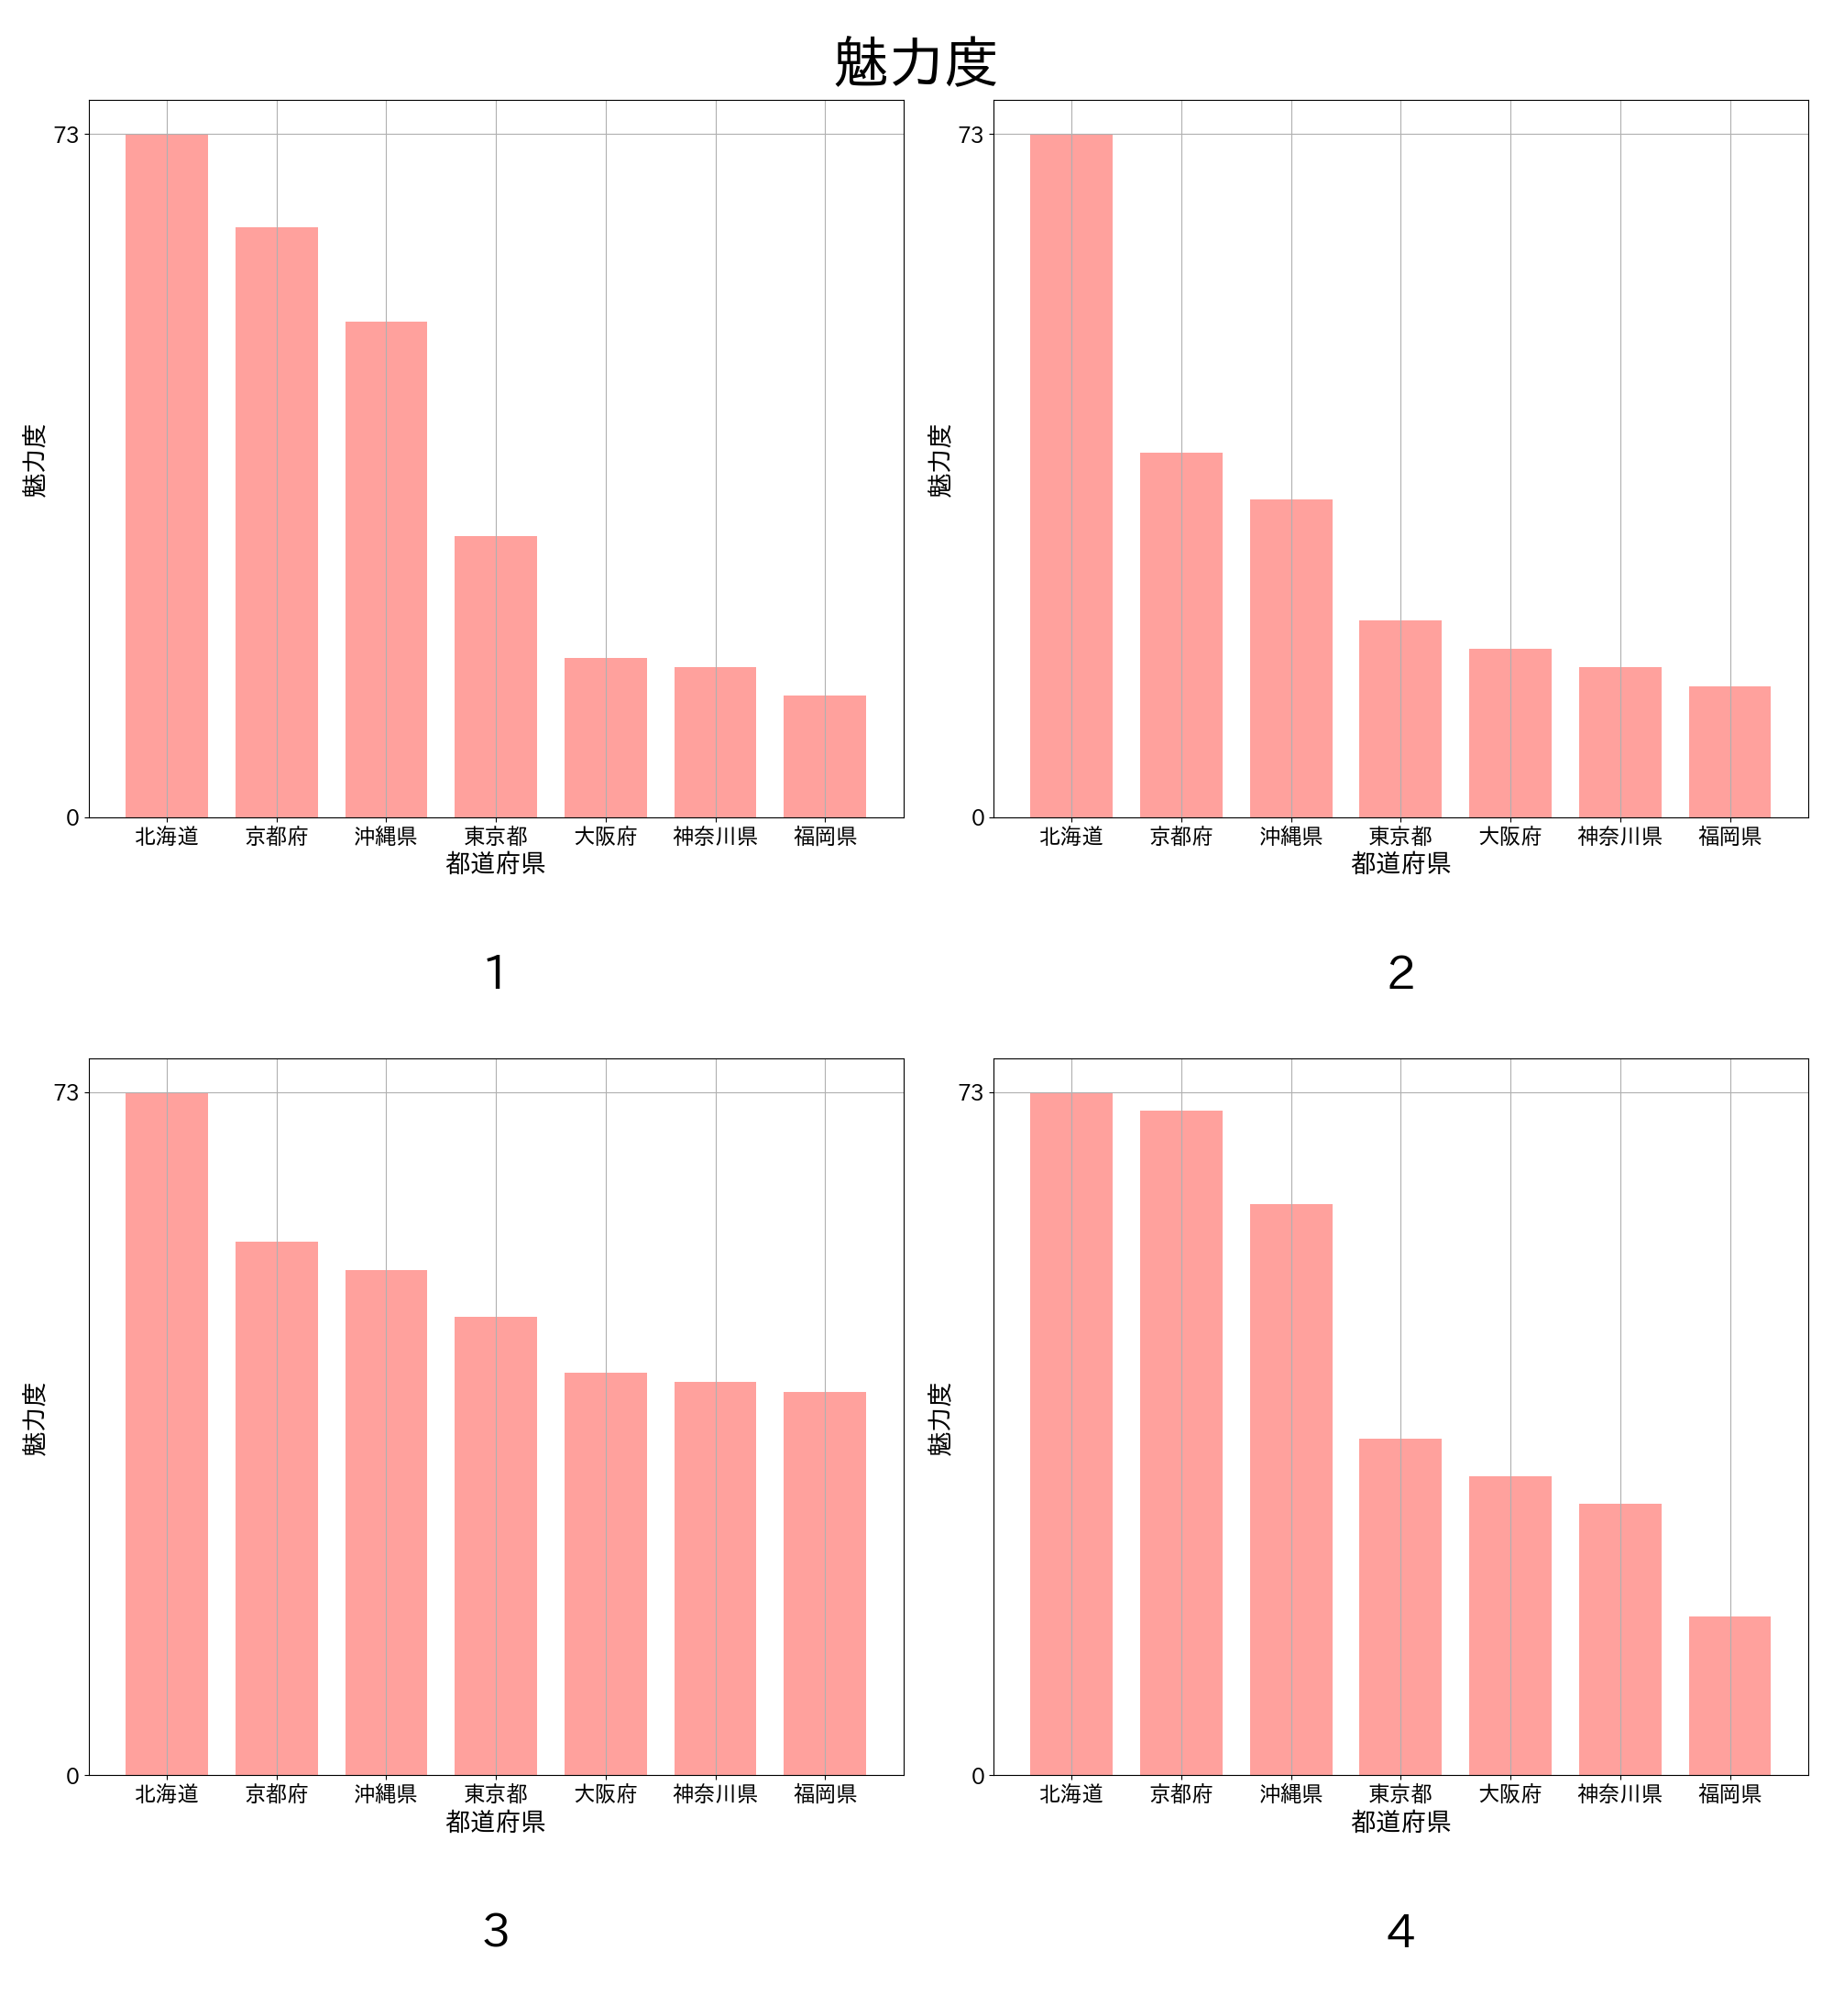 魅力度
73
0
魅力度
北海道 京都府 沖縄県 東京都 大阪府 神奈川県 福岡県
都道府県
1
73
0
魅力度
北海道 京都府 沖縄県 東京都 大阪府 神奈川県 福岡県
都道府県
2
73
0
魅力度
北海道 京都府 沖縄県 東京都 大阪府 神奈川県 福岡県
都道府県
3
73
0
魅力度
北海道 京都府 沖縄県 東京都 大阪府 神奈川県 福岡県
都道府県
4